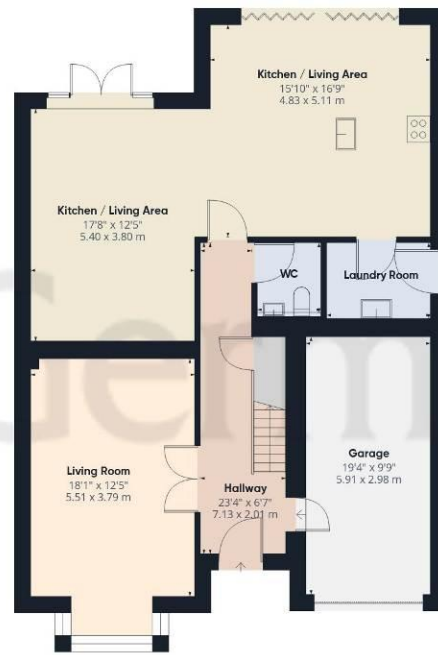 Kitchen / Living Area
15'10" x 16'9"
4.83 x 5.11 m
Kitchen / Living Area
17'8" x 12'5"
5.40 x 3.80 m
WC
Laundry Room
Living Room
18'1" x 12'5"
5.51 x 3.79 m
Hallway
23'4" x 6'7"
7.13 x 2.01 m
Garage
19'4" x 9'9"
5.91 x 2.98 m